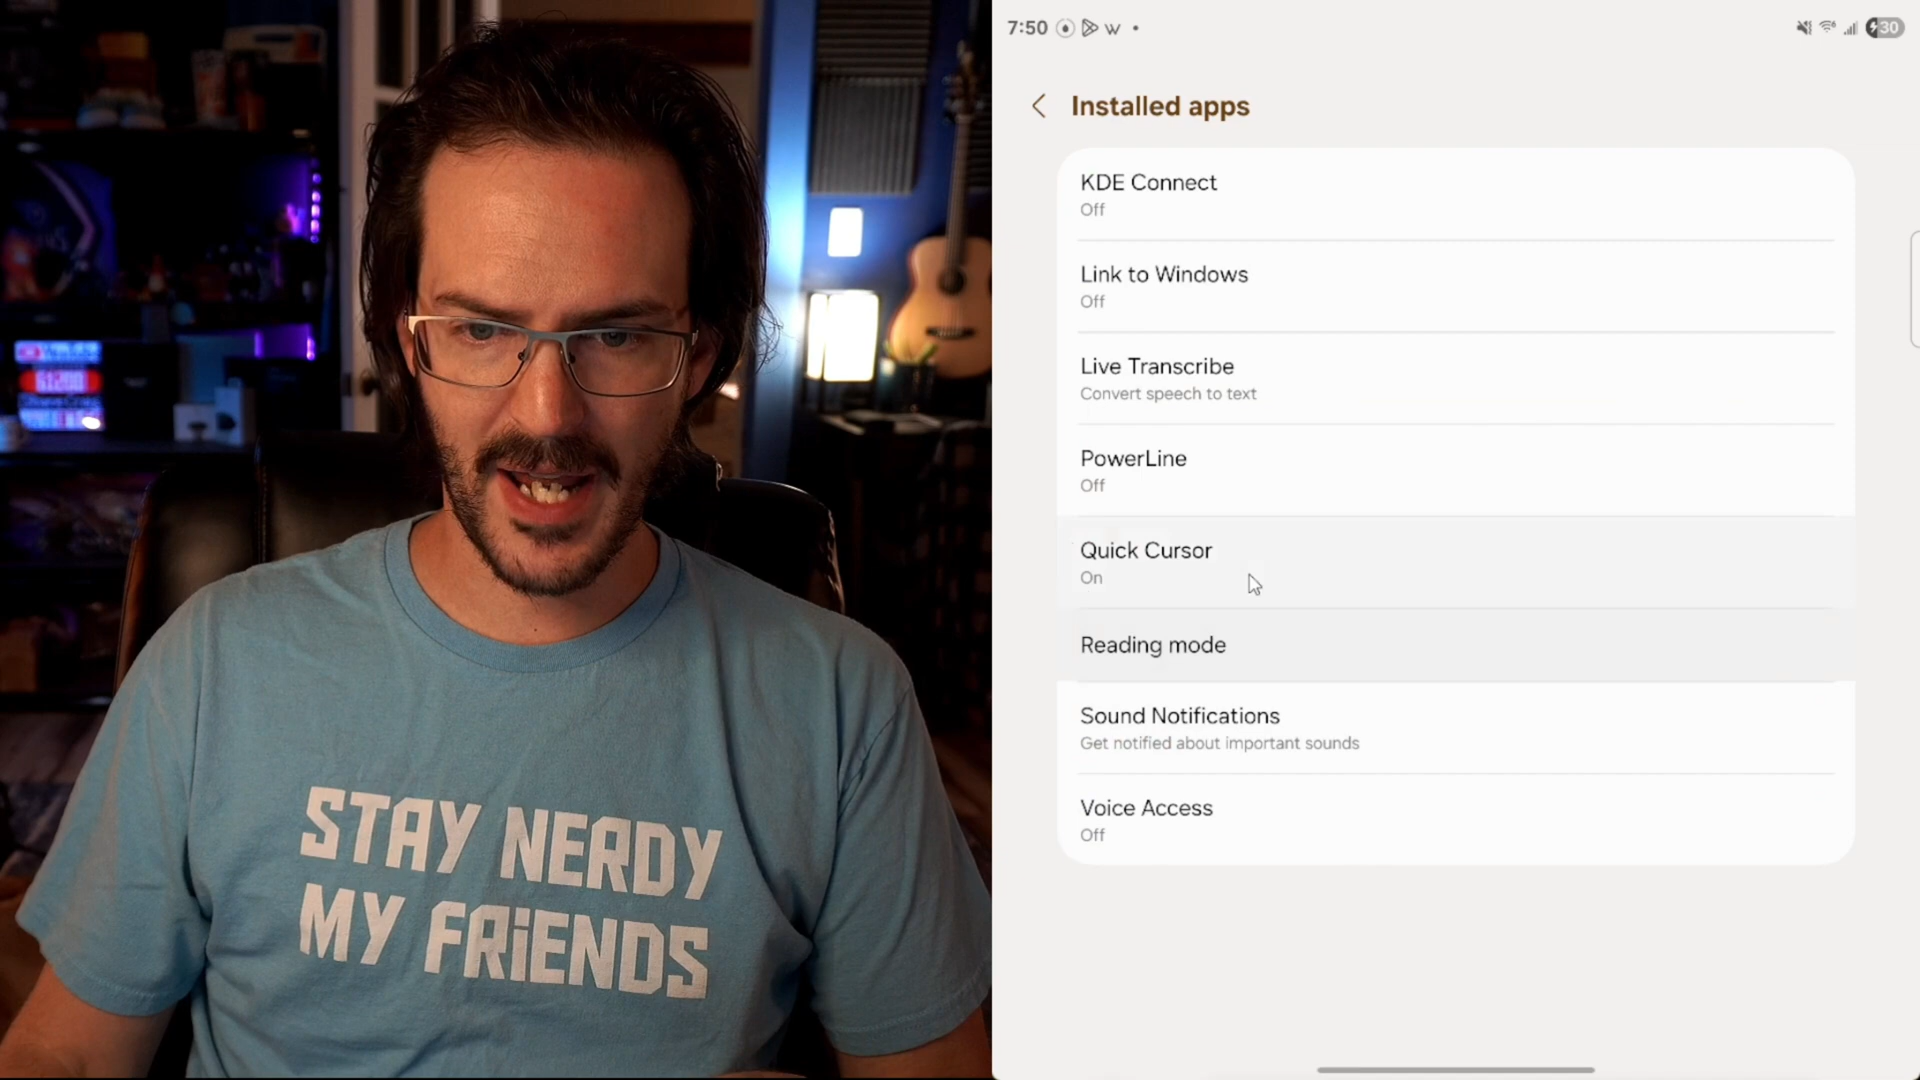 7:50
30
Installed apps
KDE Connect
Off
Link to Windows
Off
Live Transcribe
Convert speech to text
PowerLine
Off
Quick Cursor
On
Reading mode
Sound Notifications
Get notified about important sounds
Voice Access
Off
STAY NERDY
MY FRiENDS